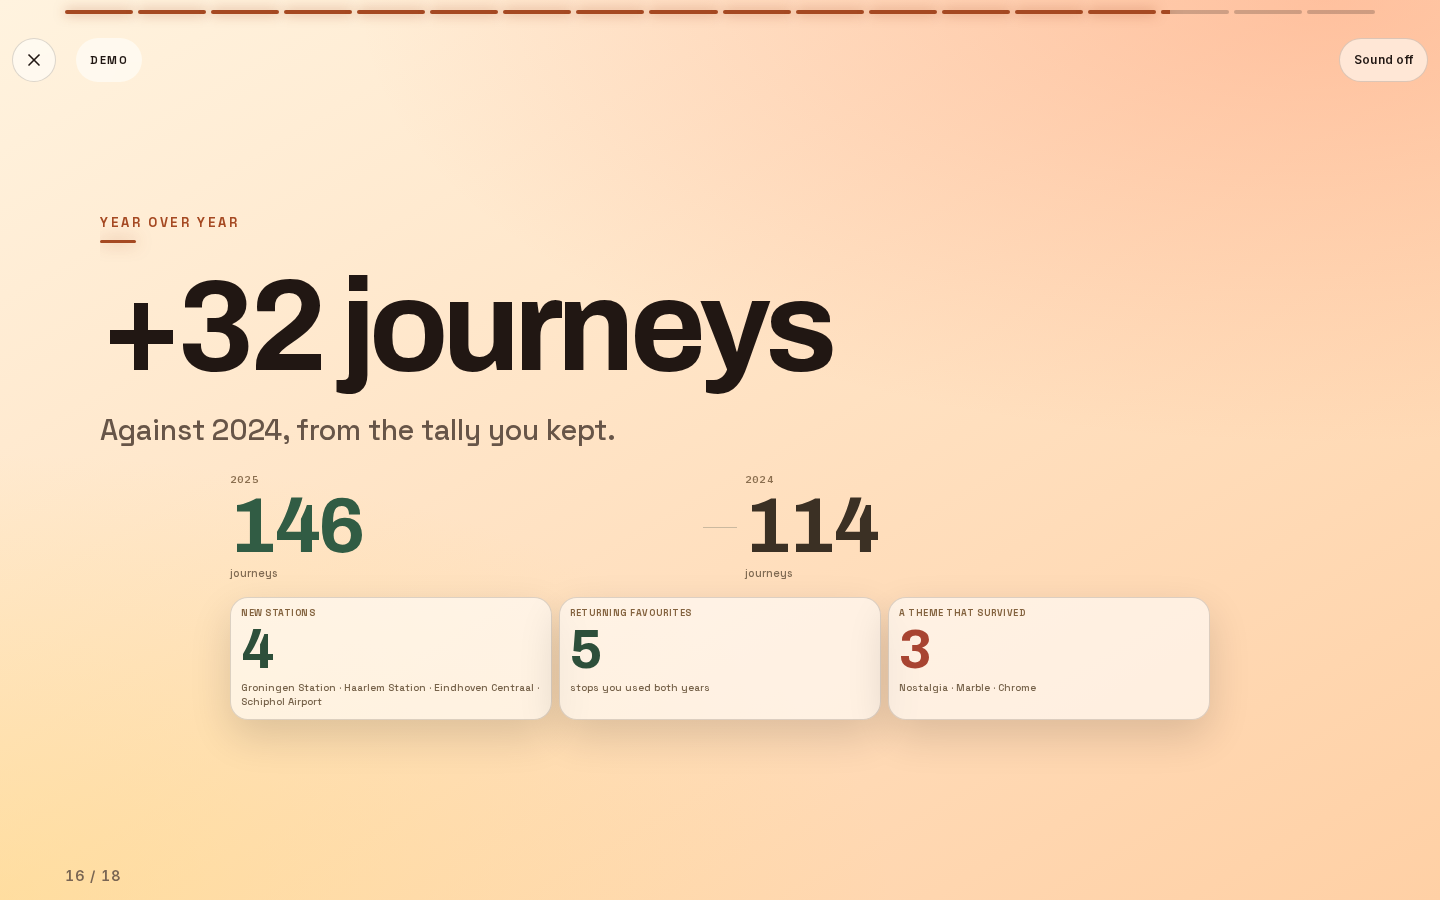 DEMO
Sound off
YEAR OVER YEAR
+32 journeys
Against 2024, from the tally you kept.
2025
146
journeys
2024
114
journeys
NEW STATIONS
4
Groningen Station · Haarlem Station · Eindhoven Centraal ·
Schiphol Airport
RETURNING FAVOURITES
5
stops you used both years
A THEME THAT SURVIVED
3
Nostalgia · Marble · Chrome
16 / 18